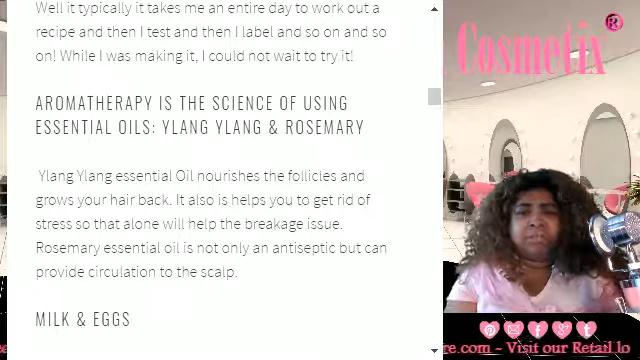 Well it typically it takes me an entire day to work out a
recipe and then I test and then I label and so on and so
on! While I was making it, I could not wait to try it!
AROMATHERAPY IS THE SCIENCE OF USING
ESSENTIAL OILS: YLANG YLANG & ROSEMARY
Ylang Ylang essential Oil nourishes the follicles and
grows your hair back. It also is helps you to get rid of
stress so that alone will help the breakage issue.
Rosemary essential oil is not only an antiseptic but can
provide circulation to the scalp.
MILK & EGGS
Cosmetix
®
re.com - Visit our Retail lo